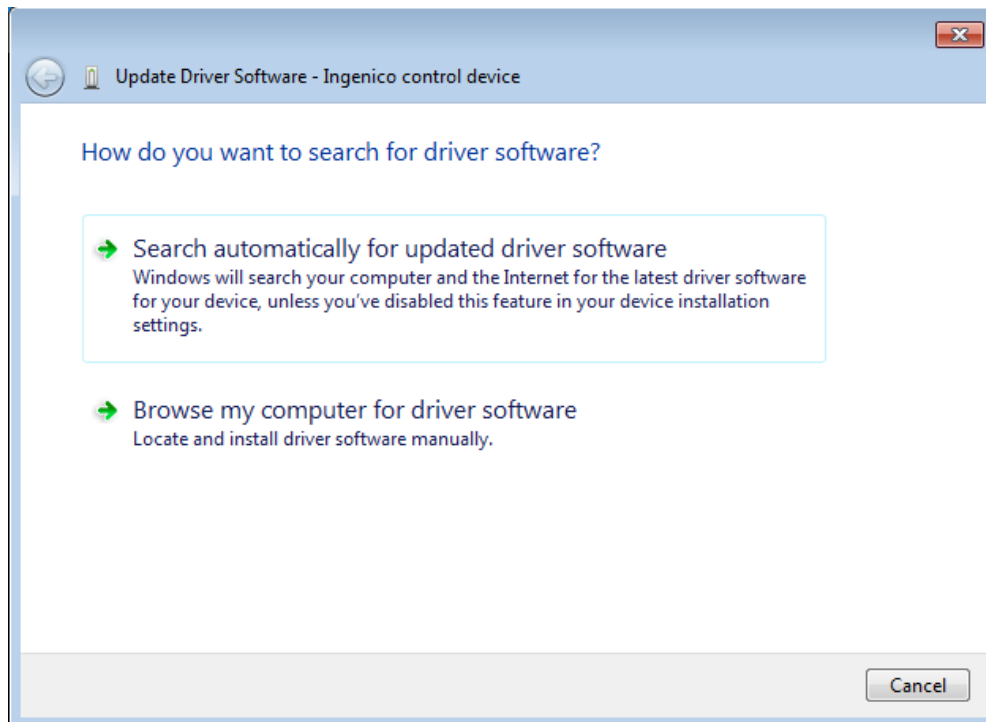 Update Driver Software - Ingenico control device
How do you want to search for driver software?
Search automatically for updated driver software
Windows will search your computer and the Internet for the latest driver software
for your device, unless you've disabled this feature in your device installation
settings.
Browse my computer for driver software
Locate and install driver software manually.
Cancel